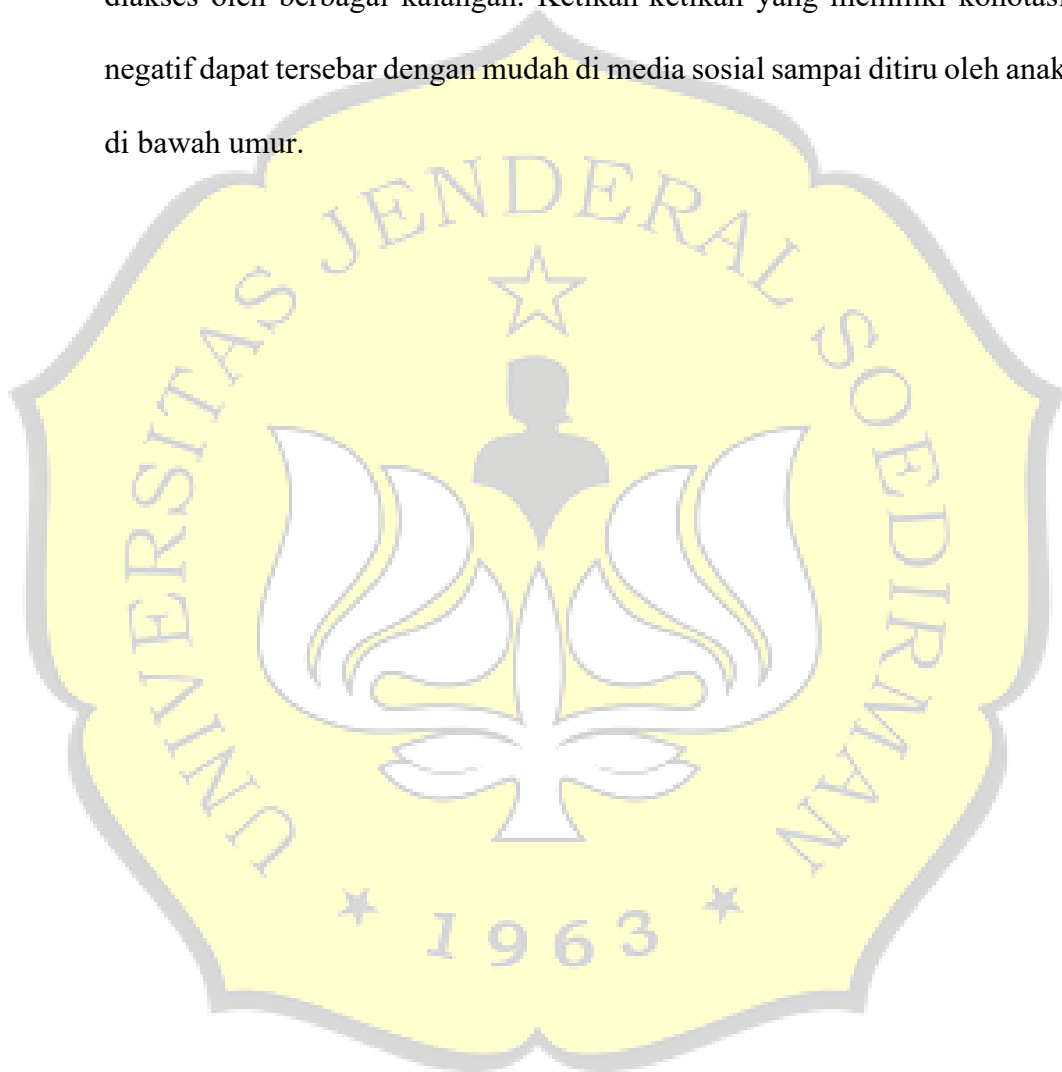 diakses oleh berbagai kalangan. Ketikan-ketikan yang memiliki konotasi
negatif dapat tersebar dengan mudah di media sosial sampai ditiru oleh anak
di bawah umur.
UNIVERSITAS JENDERAL SOEDIRMAN
1963